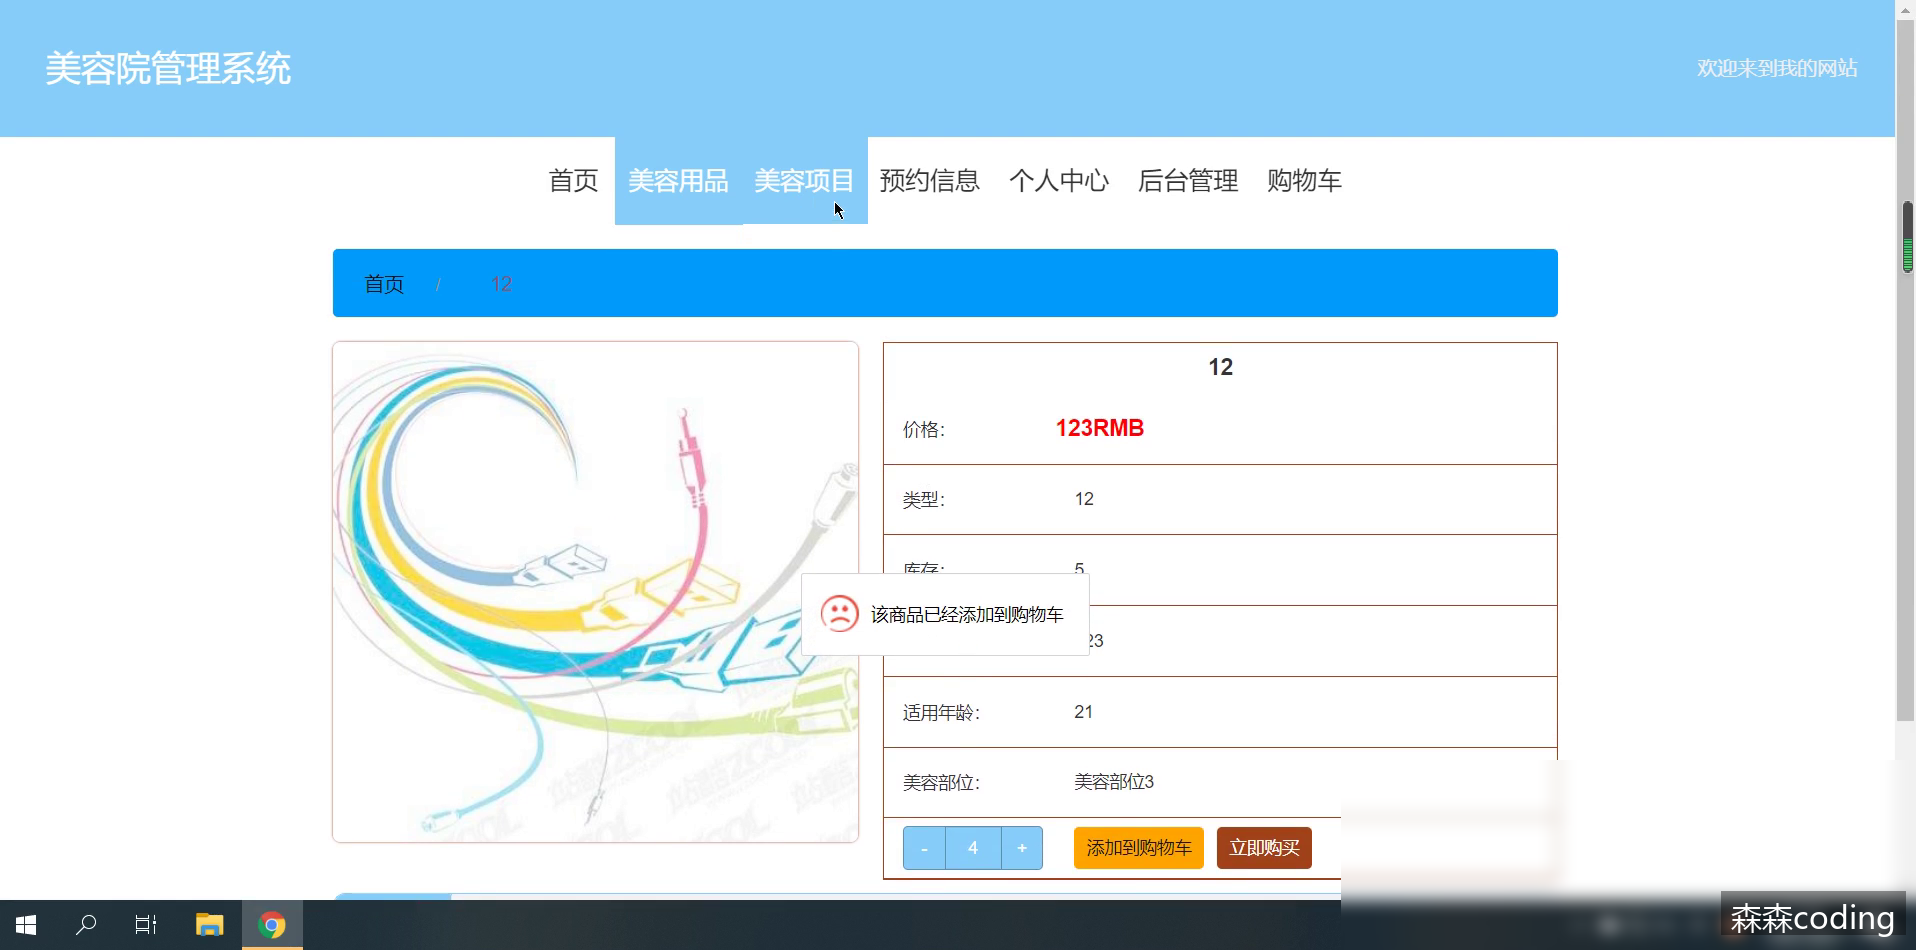 美容院管理系统
欢迎来到我的网站
首页 美容用品 美容项目 预约信息 个人中心 后台管理 购物车
首页 / 12
12
价格: 123RMB
类型: 12
库存: 5
该商品已经添加到购物车
23
适用年龄: 21
美容部位: 美容部位3
- 4 + 添加到购物车 立即购买
森森coding